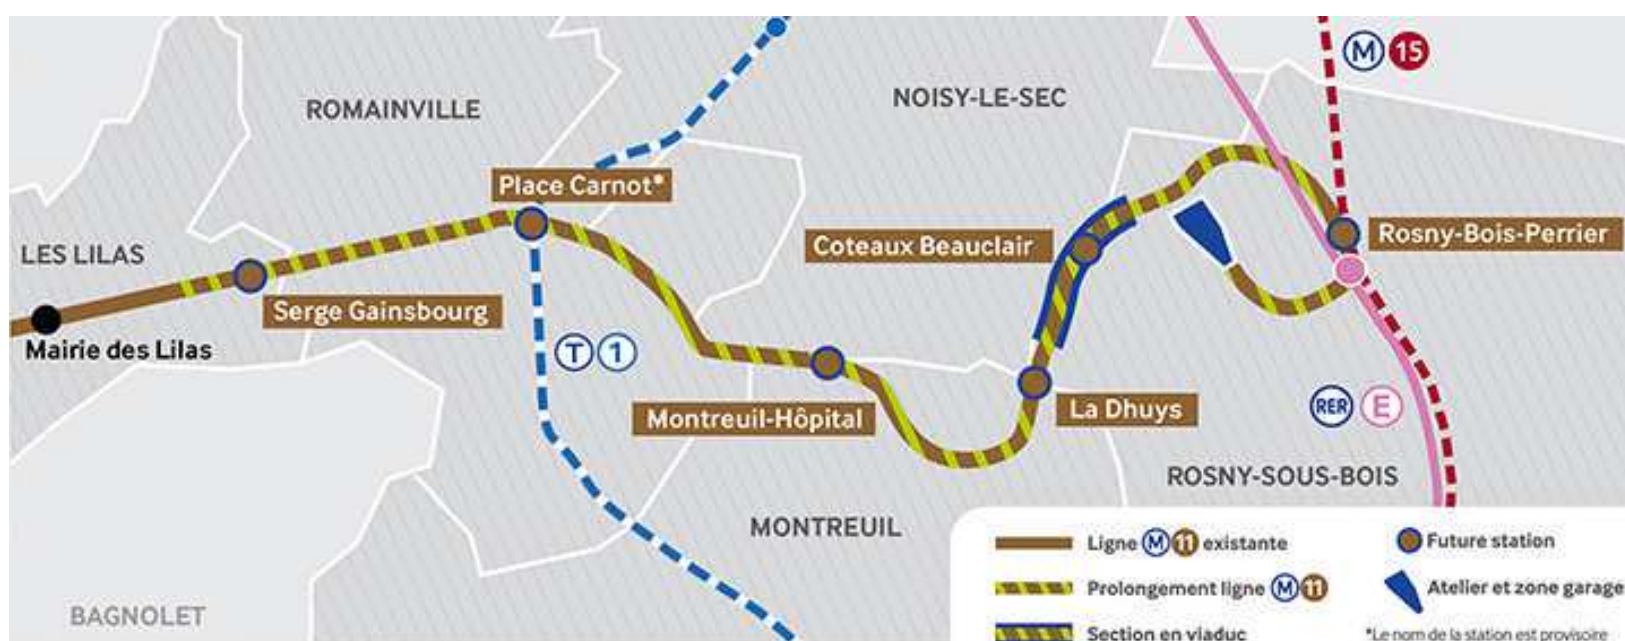 M 15
NOISY-LE-SEC
ROMAINVILLE
Place Carnot*
LES LILAS
Coteaux Beauclair
Rosny-Bois-Perrier
Serge Gainsbourg
Mairie des Lilas
T 1
Montreuil-Hôpital
La Dhuys
RER E
ROSNY-SOUS-BOIS
MONTREUIL
BAGNOLET
Ligne M 11 existante
Future station
Prolongement ligne M 11
Atelier et zone garage
Section en viaduc
*Le nom de la station est provisoire